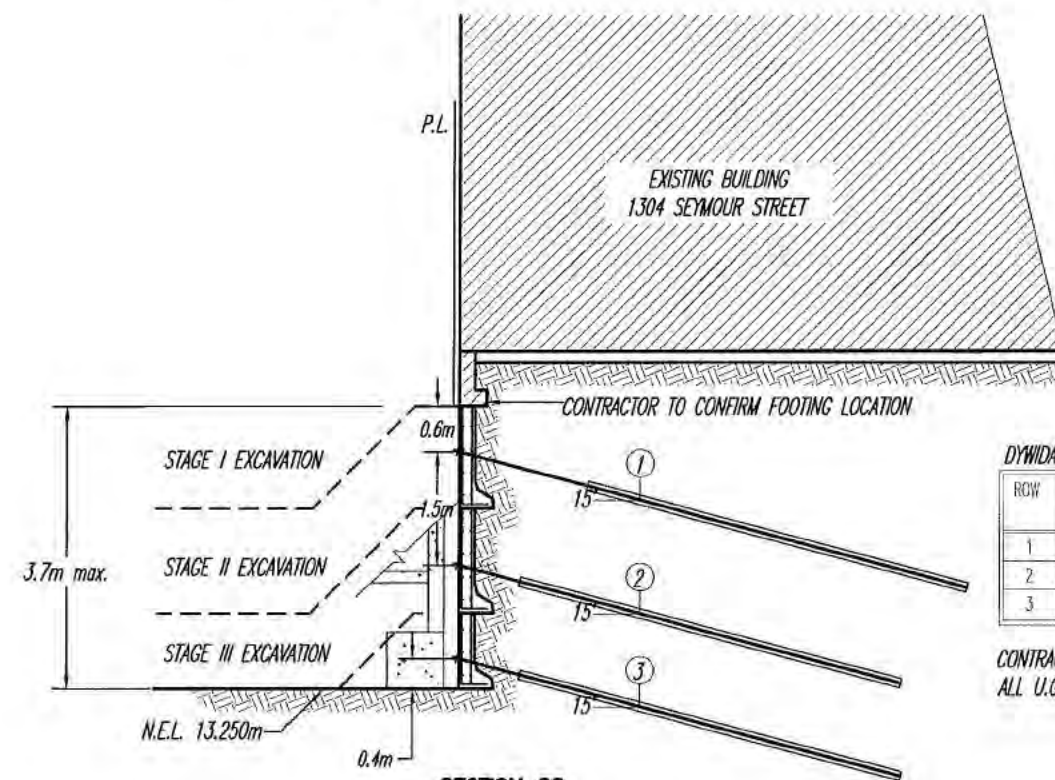 P.L.
EXISTING BUILDING
1304 SEYMOUR STREET
CONTRACTOR TO CONFIRM FOOTING LOCATION
0.6m
STAGE I EXCAVATION
1
15
1.5m
3.7m max.
STAGE II EXCAVATION
2
15
STAGE III EXCAVATION
3
15
N.E.L. 13.250m
0.4m
DYWIDA
ROW
1
2
3
CONTRA
ALL U.